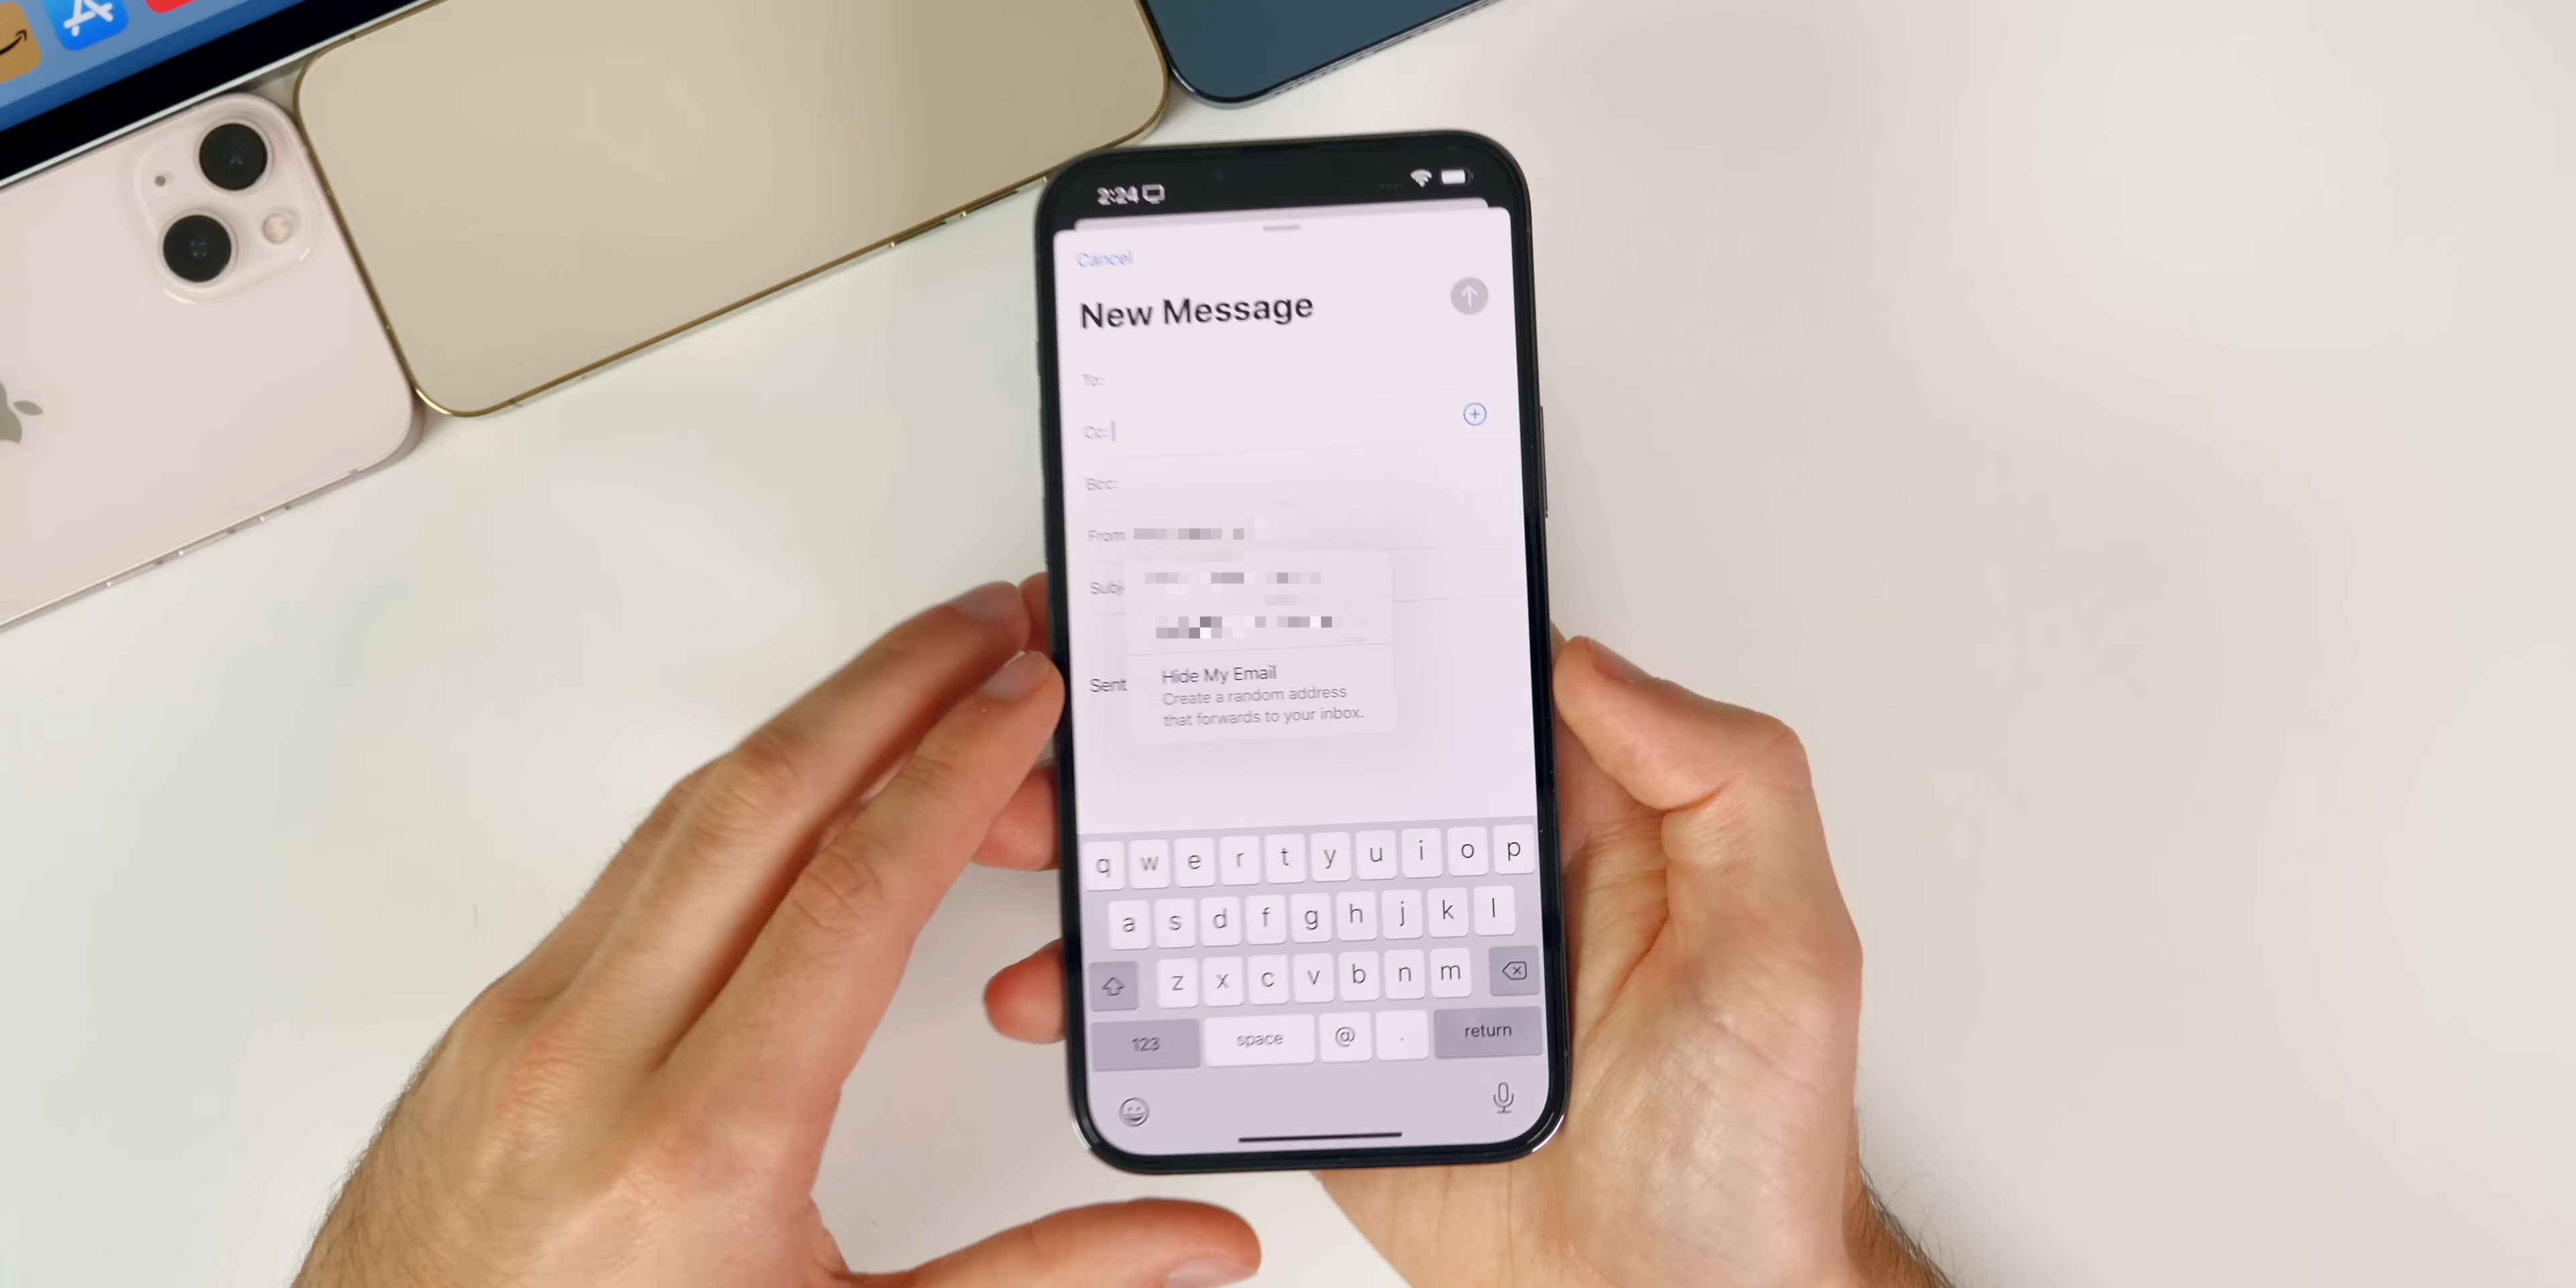 2:24
Cancel
New Message
To:
Cc:
Bcc:
From:
Subj
Hide My Email
Sent
Create a random address
that forwards to your inbox.
q w e r t y u i o p
a s d f g h j k l
z x c v b n m
123 space @ . return